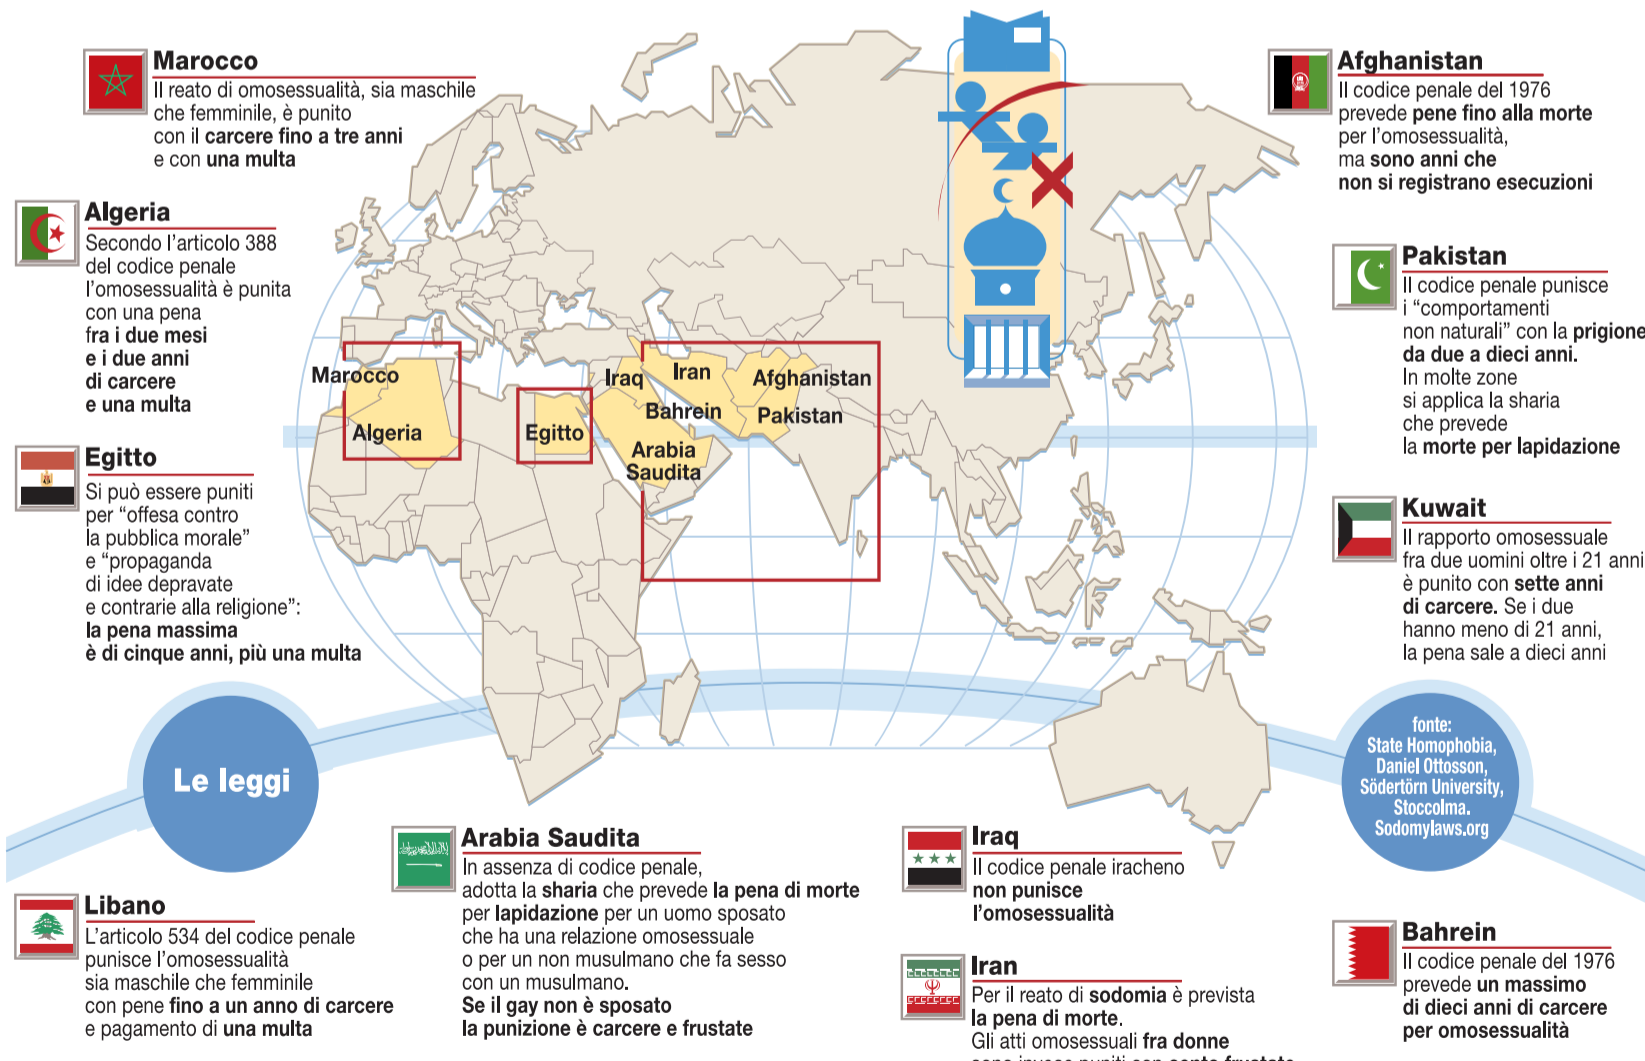 Marocco
Il reato di omosessualità, sia maschile
che femminile, è punito
con il carcere fino a tre anni
e con una multa
Algeria
Secondo l'articolo 388
del codice penale
l'omosessualità è punita
con una pena
fra i due mesi
e i due anni
di carcere
e una multa
Egitto
Si può essere puniti
per "offesa contro
la pubblica morale"
e "propaganda
di idee depravate
e contrarie alla religione":
la pena massima
è di cinque anni, più una multa
Marocco
Algeria
Egitto
Iraq
Iran
Afghanistan
Bahrein
Pakistan
Arabia
Saudita
Afghanistan
Il codice penale del 1976
prevede pene fino alla morte
per l'omosessualità,
ma sono anni che
non si registrano esecuzioni
Pakistan
Il codice penale punisce
i "comportamenti
non naturali" con la prigione
da due a dieci anni.
In molte zone
si applica la sharia
che prevede
la morte per lapidazione
Kuwait
Il rapporto omosessuale
fra due uomini oltre i 21 anni
è punito con sette anni
di carcere. Se i due
hanno meno di 21 anni,
la pena sale a dieci anni
Le leggi
fonte:
State Homophobia,
Daniel Ottosson,
Södertörn University,
Stoccolma.
Sodomylaws.org
Libano
L'articolo 534 del codice penale
punisce l'omosessualità
sia maschile che femminile
con pene fino a un anno di carcere
e pagamento di una multa
Arabia Saudita
In assenza di codice penale,
adotta la sharia che prevede la pena di morte
per lapidazione per un uomo sposato
che ha una relazione omosessuale
o per un non musulmano che fa sesso
con un musulmano.
Se il gay non è sposato
la punizione è carcere e frustate
Iraq
Il codice penale iracheno
non punisce
l'omosessualità
Iran
Per il reato di sodomia è prevista
la pena di morte.
Gli atti omosessuali fra donne
sono invece puniti con cento frustate
Bahrein
Il codice penale del 1976
prevede un massimo
di dieci anni di carcere
per omosessualità